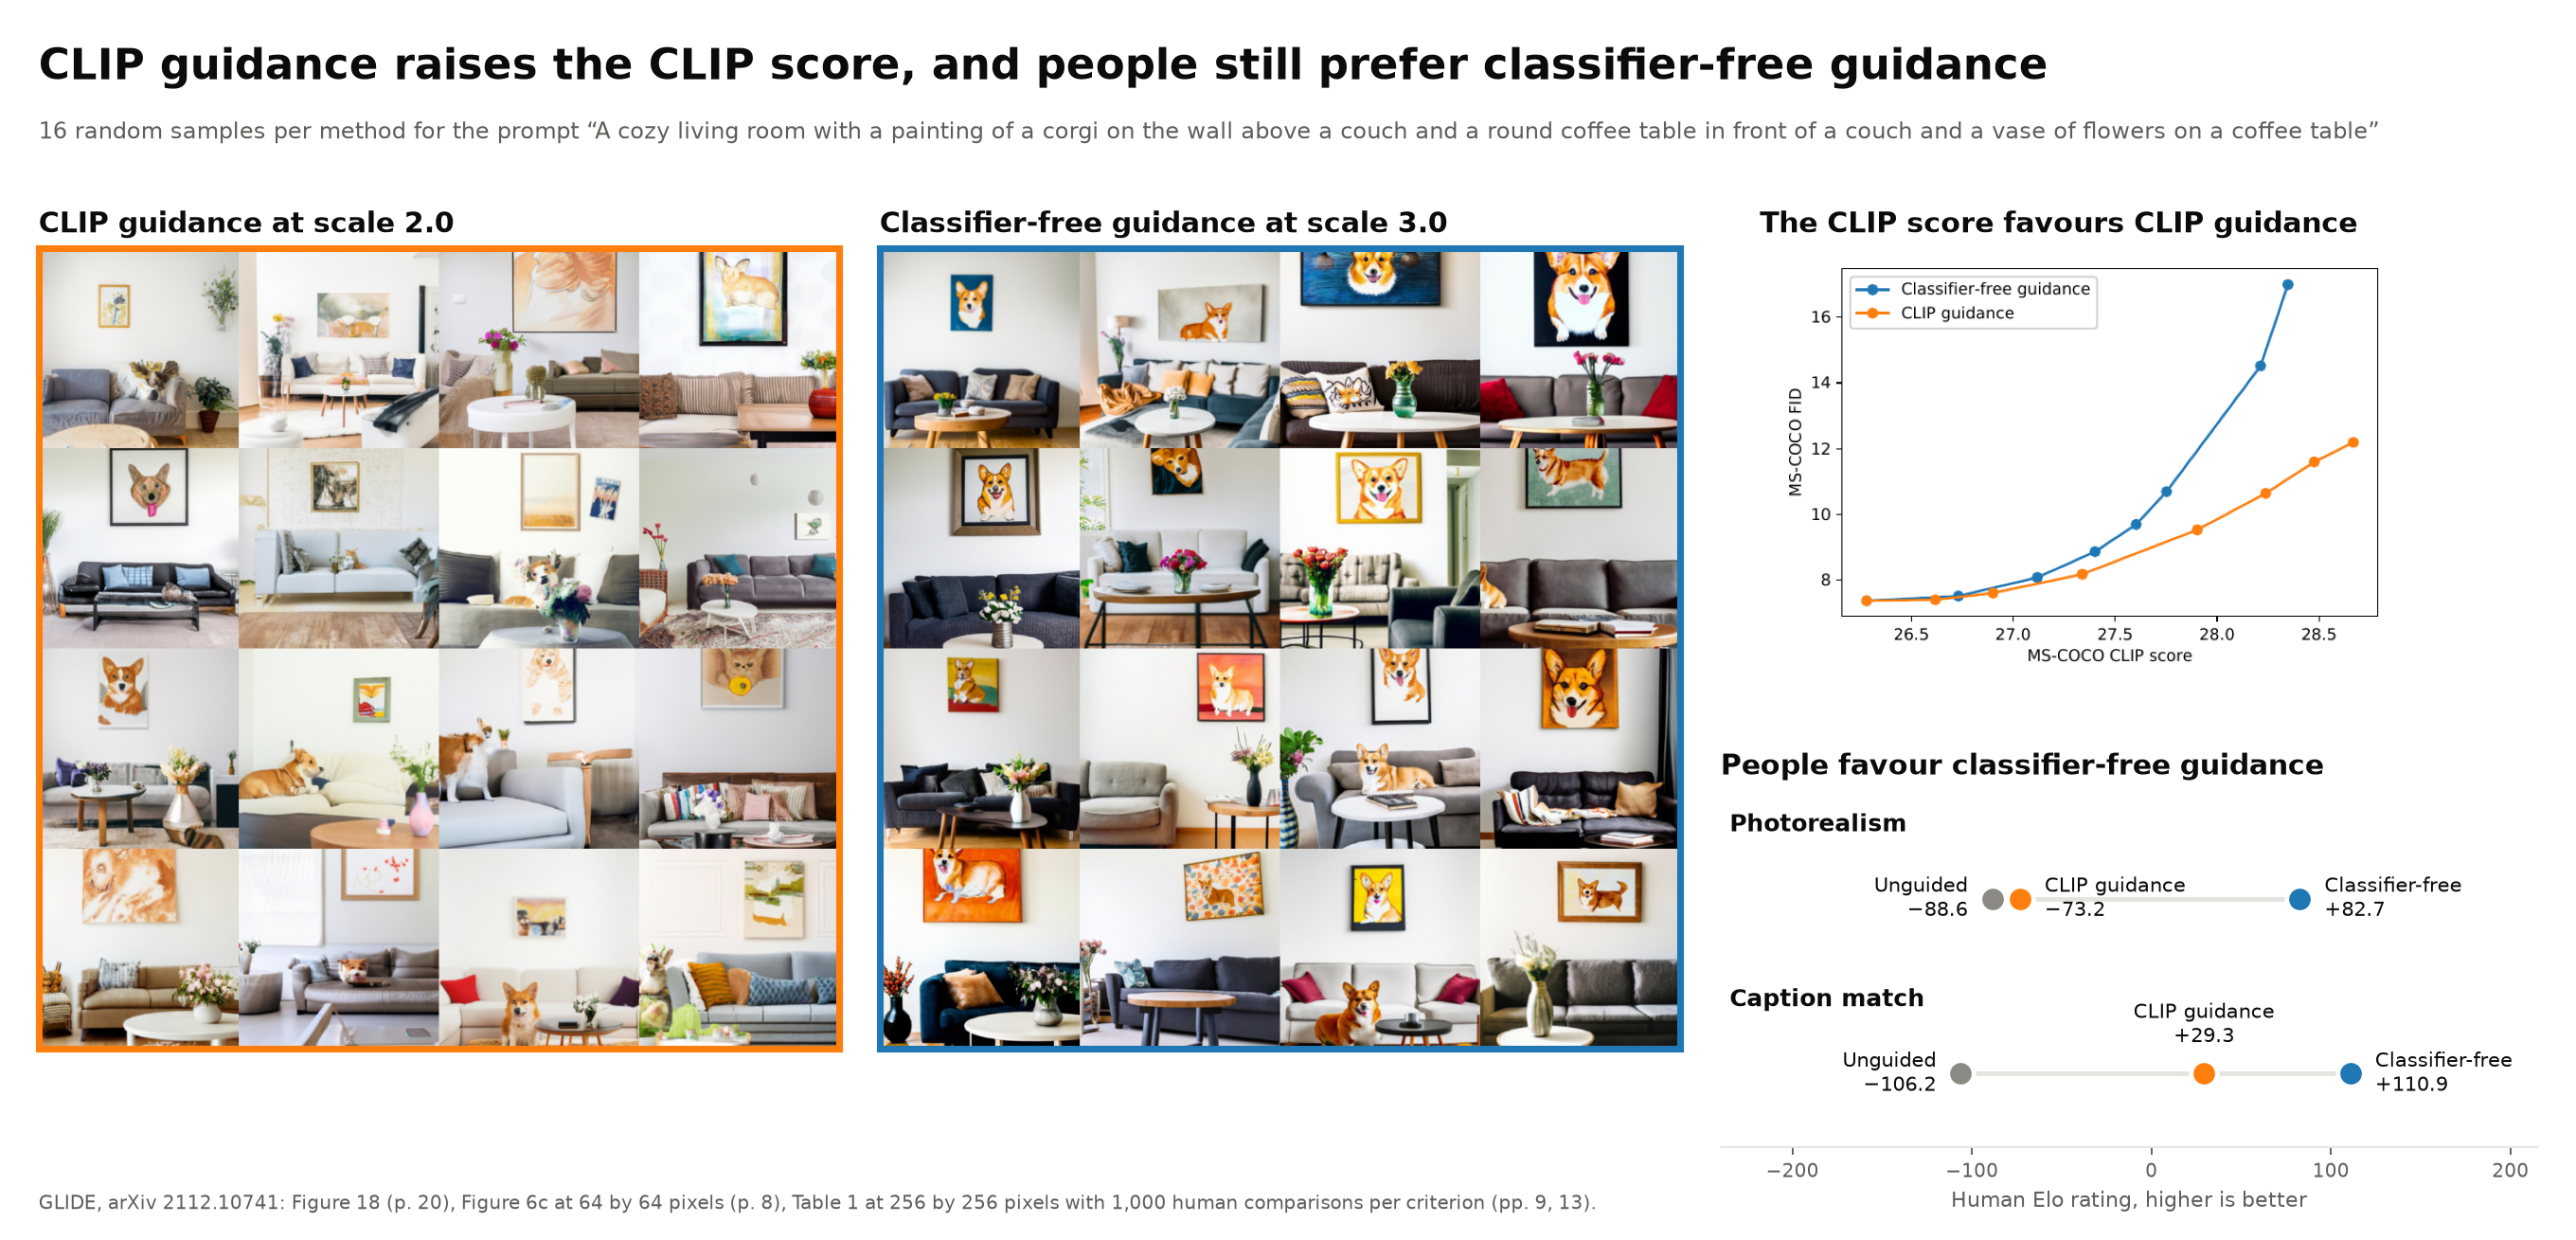 CLIP guidance raises the CLIP score, and people still prefer classifier-free guidance
16 random samples per method for the prompt “A cozy living room with a painting of a corgi on the wall above a couch and a round coffee table in front of a couch and a vase of flowers on a coffee table”
CLIP guidance at scale 2.0
Classifier-free guidance at scale 3.0
The CLIP score favours CLIP guidance
Classifier-free guidance
CLIP guidance
16
14
12
10
8
MS-COCO FID
26.5 27.0 27.5 28.0 28.5
MS-COCO CLIP score
People favour classifier-free guidance
Photorealism
Unguided
−88.6
CLIP guidance
−73.2
Classifier-free
+82.7
Caption match
CLIP guidance
+29.3
Unguided
−106.2
Classifier-free
+110.9
−200 −100 0 100 200
Human Elo rating, higher is better
GLIDE, arXiv 2112.10741: Figure 18 (p. 20), Figure 6c at 64 by 64 pixels (p. 8), Table 1 at 256 by 256 pixels with 1,000 human comparisons per criterion (pp. 9, 13).